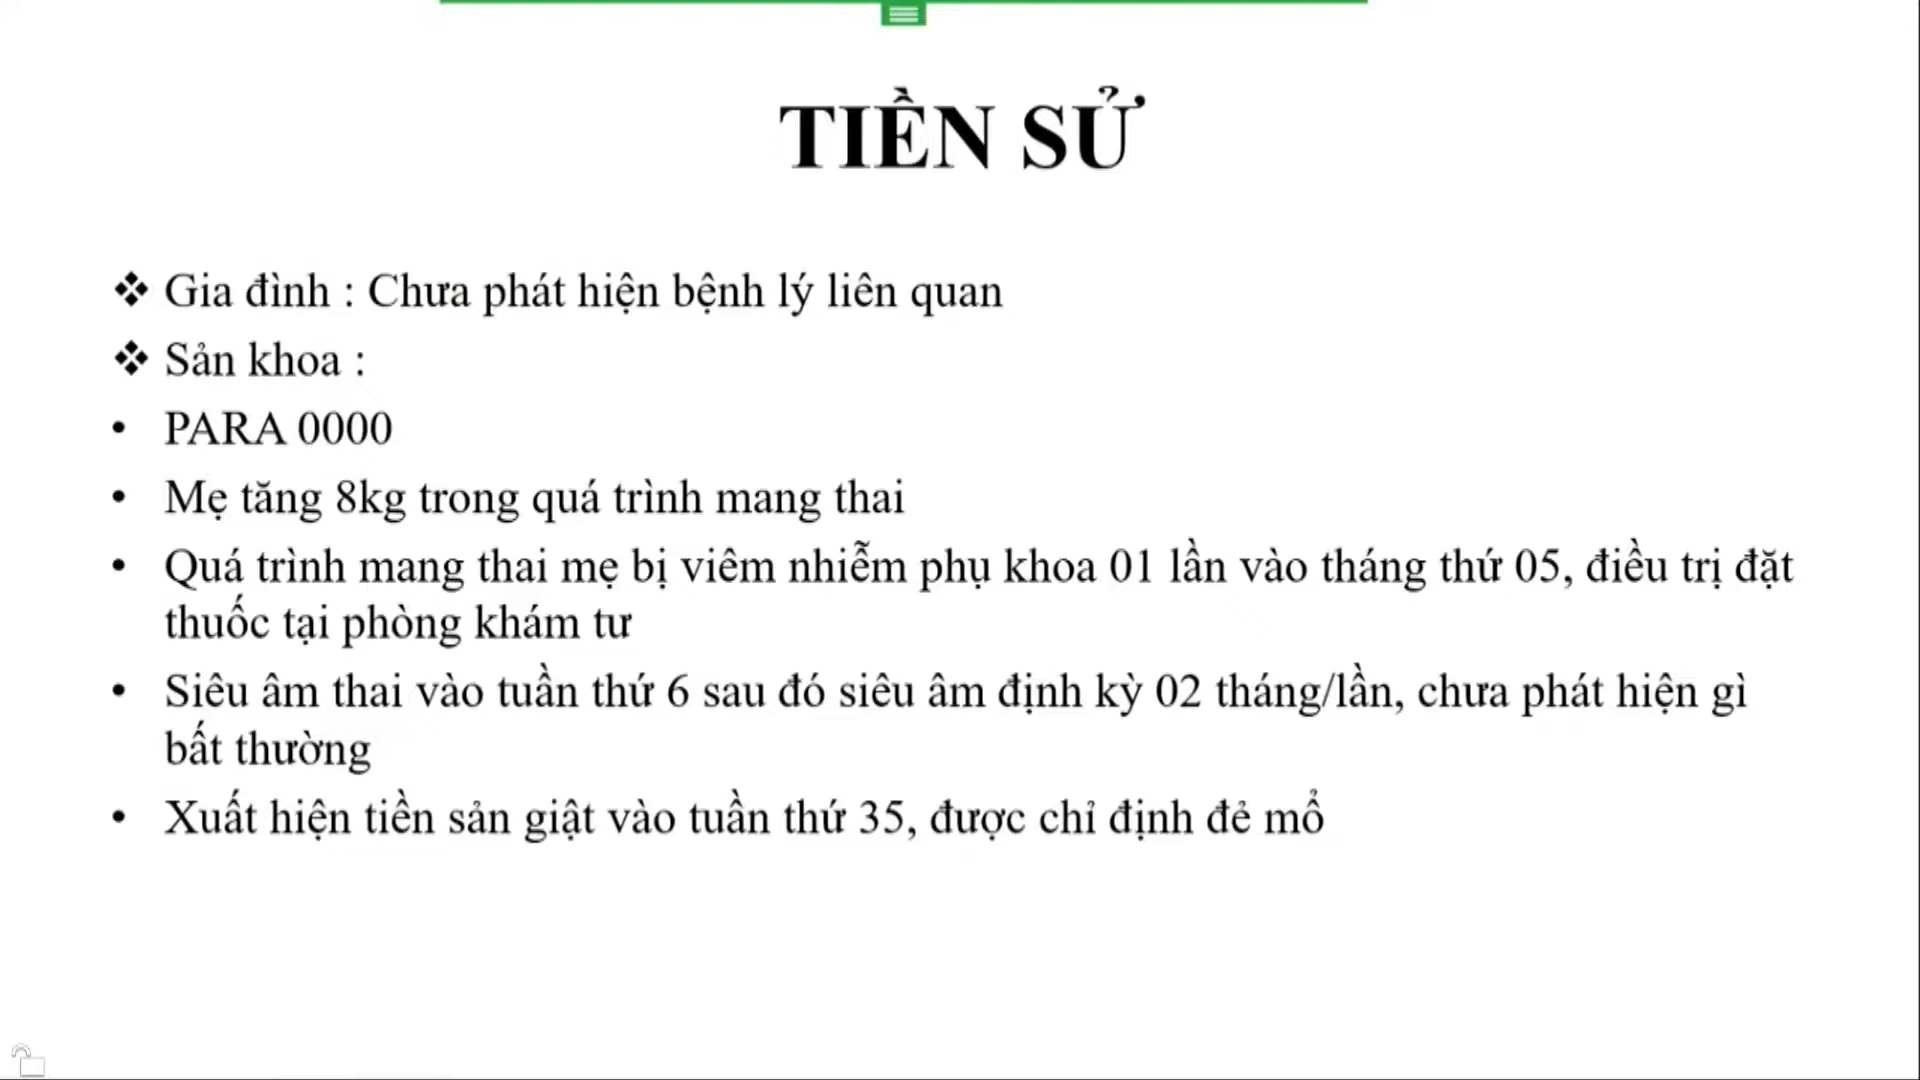 TIỀN SỬ
❖ Gia đình : Chưa phát hiện bệnh lý liên quan
❖ Sản khoa :
• PARA 0000
• Mẹ tăng 8kg trong quá trình mang thai
• Quá trình mang thai mẹ bị viêm nhiễm phụ khoa 01 lần vào tháng thứ 05, điều trị đặt
thuốc tại phòng khám tư
• Siêu âm thai vào tuần thứ 6 sau đó siêu âm định kỳ 02 tháng/lần, chưa phát hiện gì
bất thường
• Xuất hiện tiền sản giật vào tuần thứ 35, được chỉ định đẻ mổ